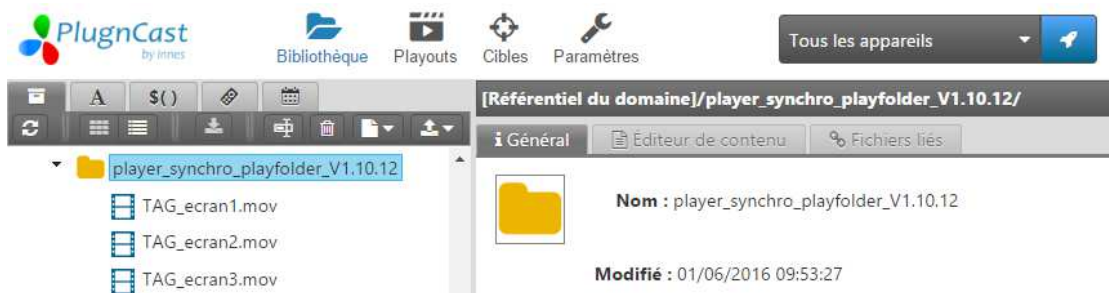 PlugnCast
by innes
Bibliothèque
Playouts
Cibles
Paramètres
Tous les appareils
A
$()
[Référentiel du domaine]/player_synchro_playfolder_V1.10.12/
i Général
Éditeur de contenu
Fichiers liés
player_synchro_playfolder_V1.10.12
TAG_ecran1.mov
TAG_ecran2.mov
TAG_ecran3.mov
Nom : player_synchro_playfolder_V1.10.12
Modifié : 01/06/2016 09:53:27